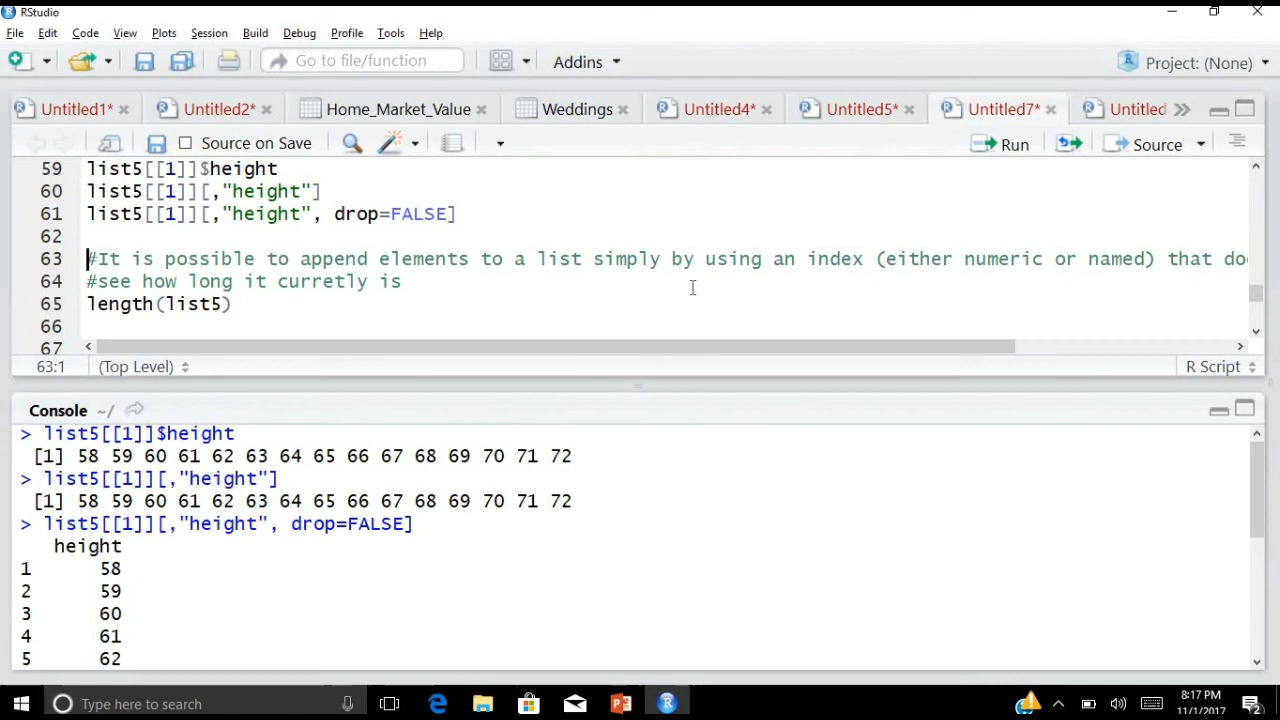 RStudio
File Edit Code View Plots Session Build Debug Profile Tools Help
Go to file/function Addins Project: (None)
Untitled1* Untitled2* Home_Market_Value Weddings Untitled4* Untitled5* Untitled7* Untitled
Source on Save Run Source
59 list5[[1]]$height
60 list5[[1]][,"height"]
61 list5[[1]][,"height", drop=FALSE]
62
63 #It is possible to append elements to a list simply by using an index (either numeric or named) that do
64 #see how long it curretly is
65 length(list5)
66
67
63:1 (Top Level) R Script
Console ~/
> list5[[1]]$height
[1] 58 59 60 61 62 63 64 65 66 67 68 69 70 71 72
> list5[[1]][,"height"]
[1] 58 59 60 61 62 63 64 65 66 67 68 69 70 71 72
> list5[[1]][,"height", drop=FALSE]
height
1 58
2 59
3 60
4 61
5 62
Type here to search
8:17 PM
11/1/2017
2